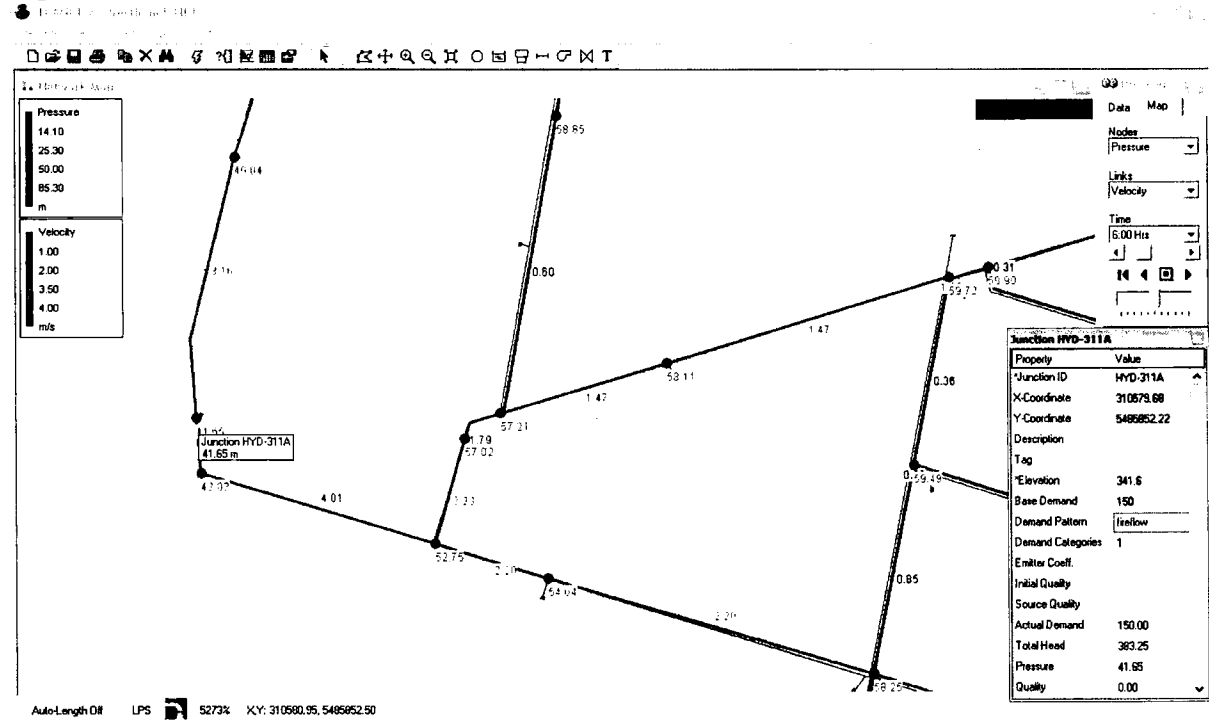 T
Pressure
14.10
25.30
50.00
85.30
m
Velocity
1.00
2.00
3.50
4.00
m/s
58.85
3.16
0.60
0.31
59.90
59.72
1.47
53.11
1.47
0.36
57.21
1.79
57.02
Junction HYD-311A
41.65 m
4.01
59.49
52.75
54.04
0.85
2.20
58.25
Data Map
Nodes
Pressure
Links
Velocity
Time
6:00 Hrs
Junction HYD-311A
Property Value
*Junction ID HYD-311A
X-Coordinate 310579.68
Y-Coordinate 5485852.22
Description
Tag
*Elevation 341.6
Base Demand 150
Demand Pattern fireflow
Demand Categories 1
Emitter Coeff.
Initial Quality
Source Quality
Actual Demand 150.00
Total Head 383.25
Pressure 41.65
Quality 0.00
Auto-Length Off LPS 5273% X,Y: 310580.95, 5485852.50